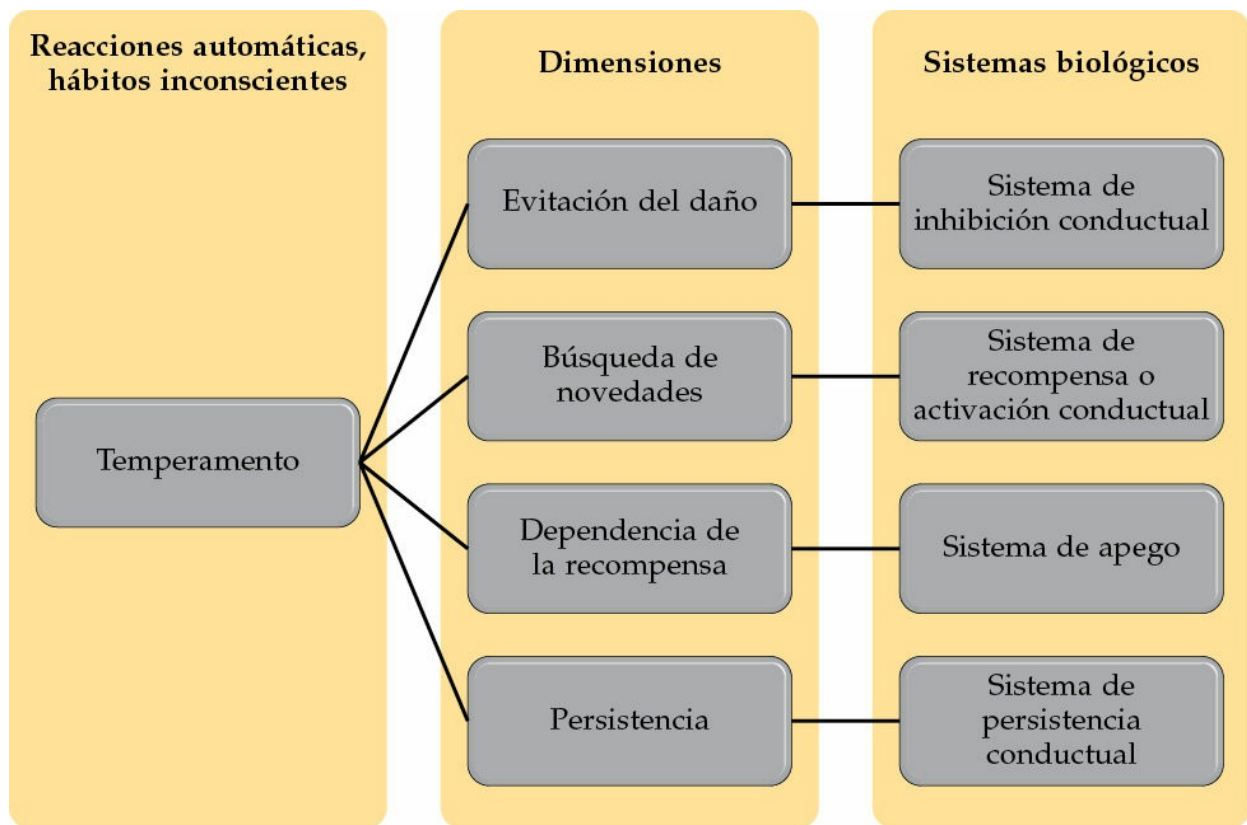 Reacciones automáticas,
hábitos inconscientes
Dimensiones
Sistemas biológicos
Temperamento
Evitación del daño
Sistema de
inhibición conductual
Búsqueda de
novedades
Sistema de
recompensa o
activación conductual
Dependencia de
la recompensa
Sistema de apego
Persistencia
Sistema de
persistencia
conductual